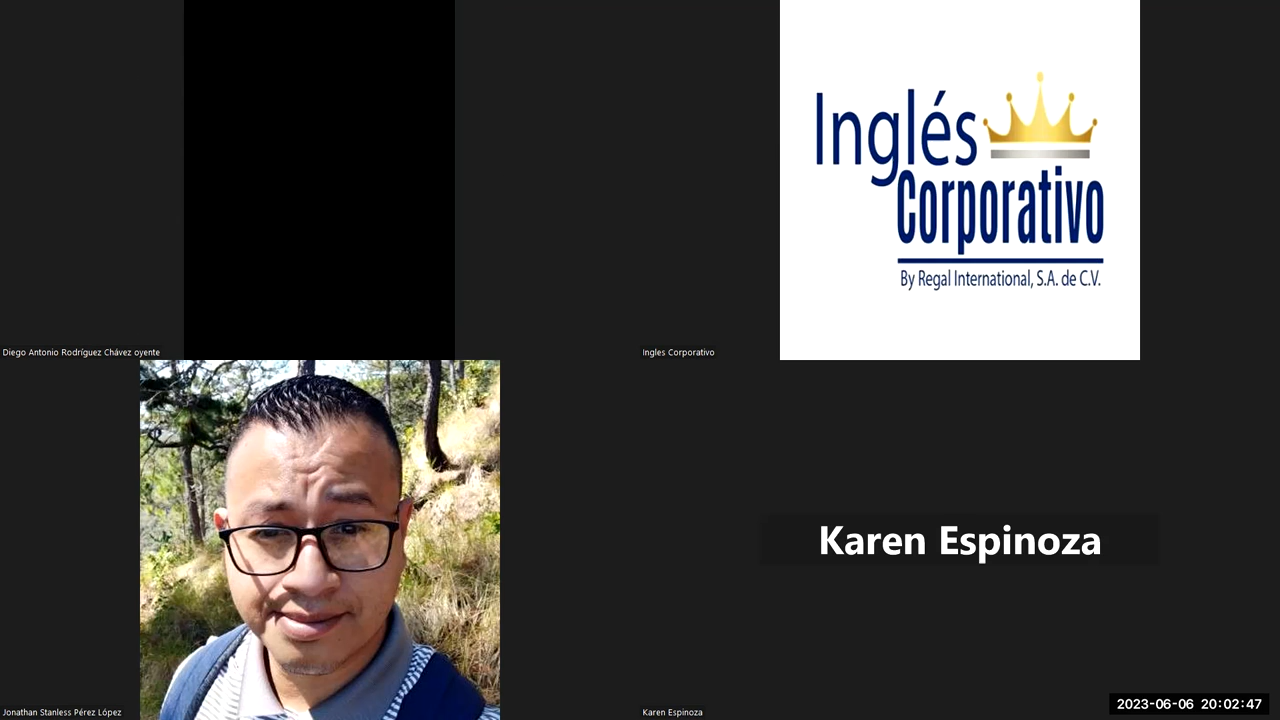 Inglés
Corporativo
By Regal International, S.A. de C.V.
Diego Antonio Rodríguez Chávez oyente
Ingles Corporativo
Karen Espinoza
Jonathan Stanless Pérez López
Karen Espinoza
2023-06-06 20:02:47